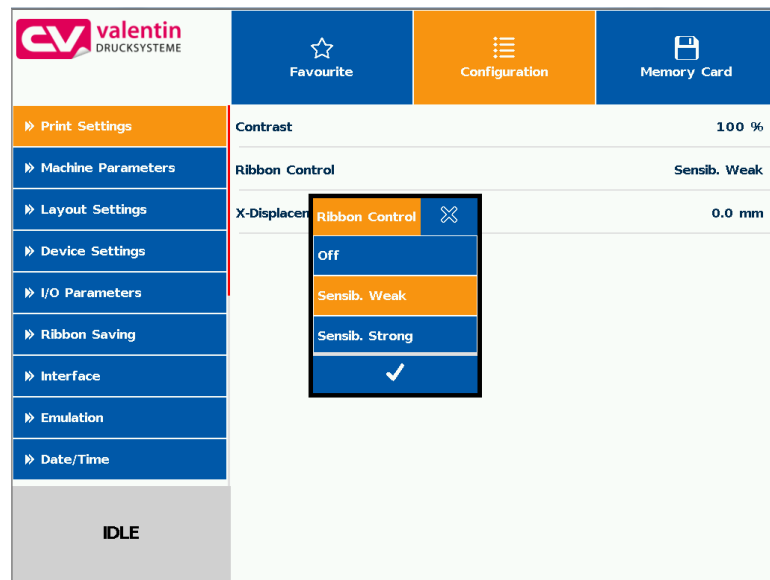 valentin
DRUCKSYSTEME
Favourite
Configuration
Memory Card
Print Settings
Machine Parameters
Layout Settings
Device Settings
I/O Parameters
Ribbon Saving
Interface
Emulation
Date/Time
IDLE
Contrast 100 %
Ribbon Control Sensib. Weak
X-Displacen 0.0 mm
Ribbon Control
Off
Sensib. Weak
Sensib. Strong